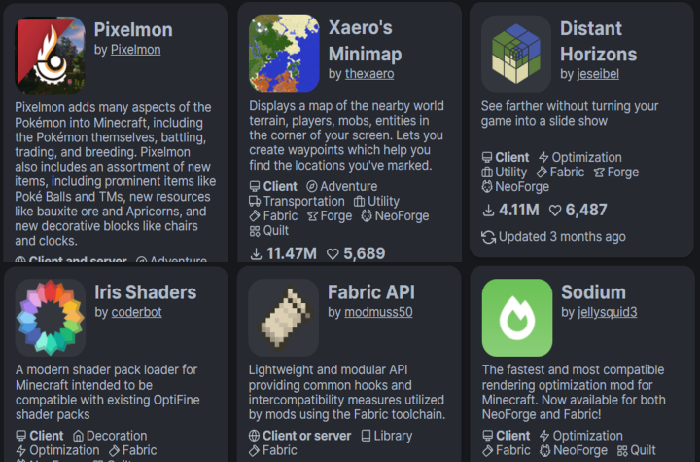 Pixelmon
by Pixelmon
Pixelmon adds many aspects of the
Pokémon into Minecraft, including
the Pokémon themselves, battling,
trading, and breeding. Pixelmon
also includes an assortment of new
items, including prominent items like
Poké Balls and TMs, new resources
like bauxite ore and Apricorns, and
new decorative blocks like chairs
and clocks.
Client and server Adventure
Xaero's
Minimap
by thexaero
Displays a map of the nearby world
terrain, players, mobs, entities in
the corner of your screen. Lets you
create waypoints which help you
find the locations you've marked.
Client Adventure
Transportation Utility
Fabric Forge NeoForge
Quilt
11.47M 5,689
Distant
Horizons
by jeseibel
See farther without turning your
game into a slide show
Client Optimization
Utility Fabric Forge
NeoForge
4.11M 6,487
Updated 3 months ago
Iris Shaders
by coderbot
A modern shader pack loader for
Minecraft intended to be
compatible with existing OptiFine
shader packs
Client Decoration
Optimization Fabric
NeoForge Quilt
Fabric API
by modmuss50
Lightweight and modular API
providing common hooks and
intercompatibility measures utilized
by mods using the Fabric toolchain.
Client or server Library
Fabric
Sodium
by jellysquid3
The fastest and most compatible
rendering optimization mod for
Minecraft. Now available for both
NeoForge and Fabric!
Client Optimization
Fabric NeoForge Quilt